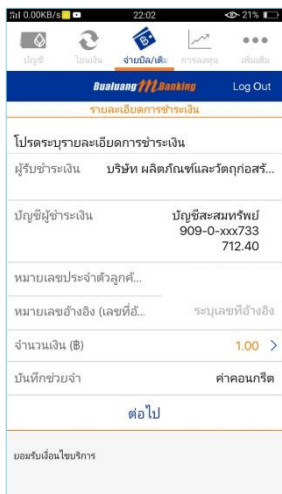 0.00KB/s 22:02 21%
บัญชี โอนเงิน จ่ายบิล/เติม การลงทุน เพิ่มเติม
Bualuang mBanking Log Out
รายละเอียดการชำระเงิน
โปรดระบุรายละเอียดการชำระเงิน
ผู้รับชำระเงิน บริษัท ผลิตภัณฑ์และวัตถุก่อสร้...
บัญชีผู้ชำระเงิน บัญชีสะสมทรัพย์
909-0-xxx733
712.40
หมายเลขประจำตัวลูกค้...
หมายเลขอ้างอิง (เลขที่อ้... ระบุเลขที่อ้างอิง
จำนวนเงิน (฿) 1.00 >
บันทึกช่วยจำ ค่าคอนกรีต
ต่อไป
ยอมรับเงื่อนไขบริการ